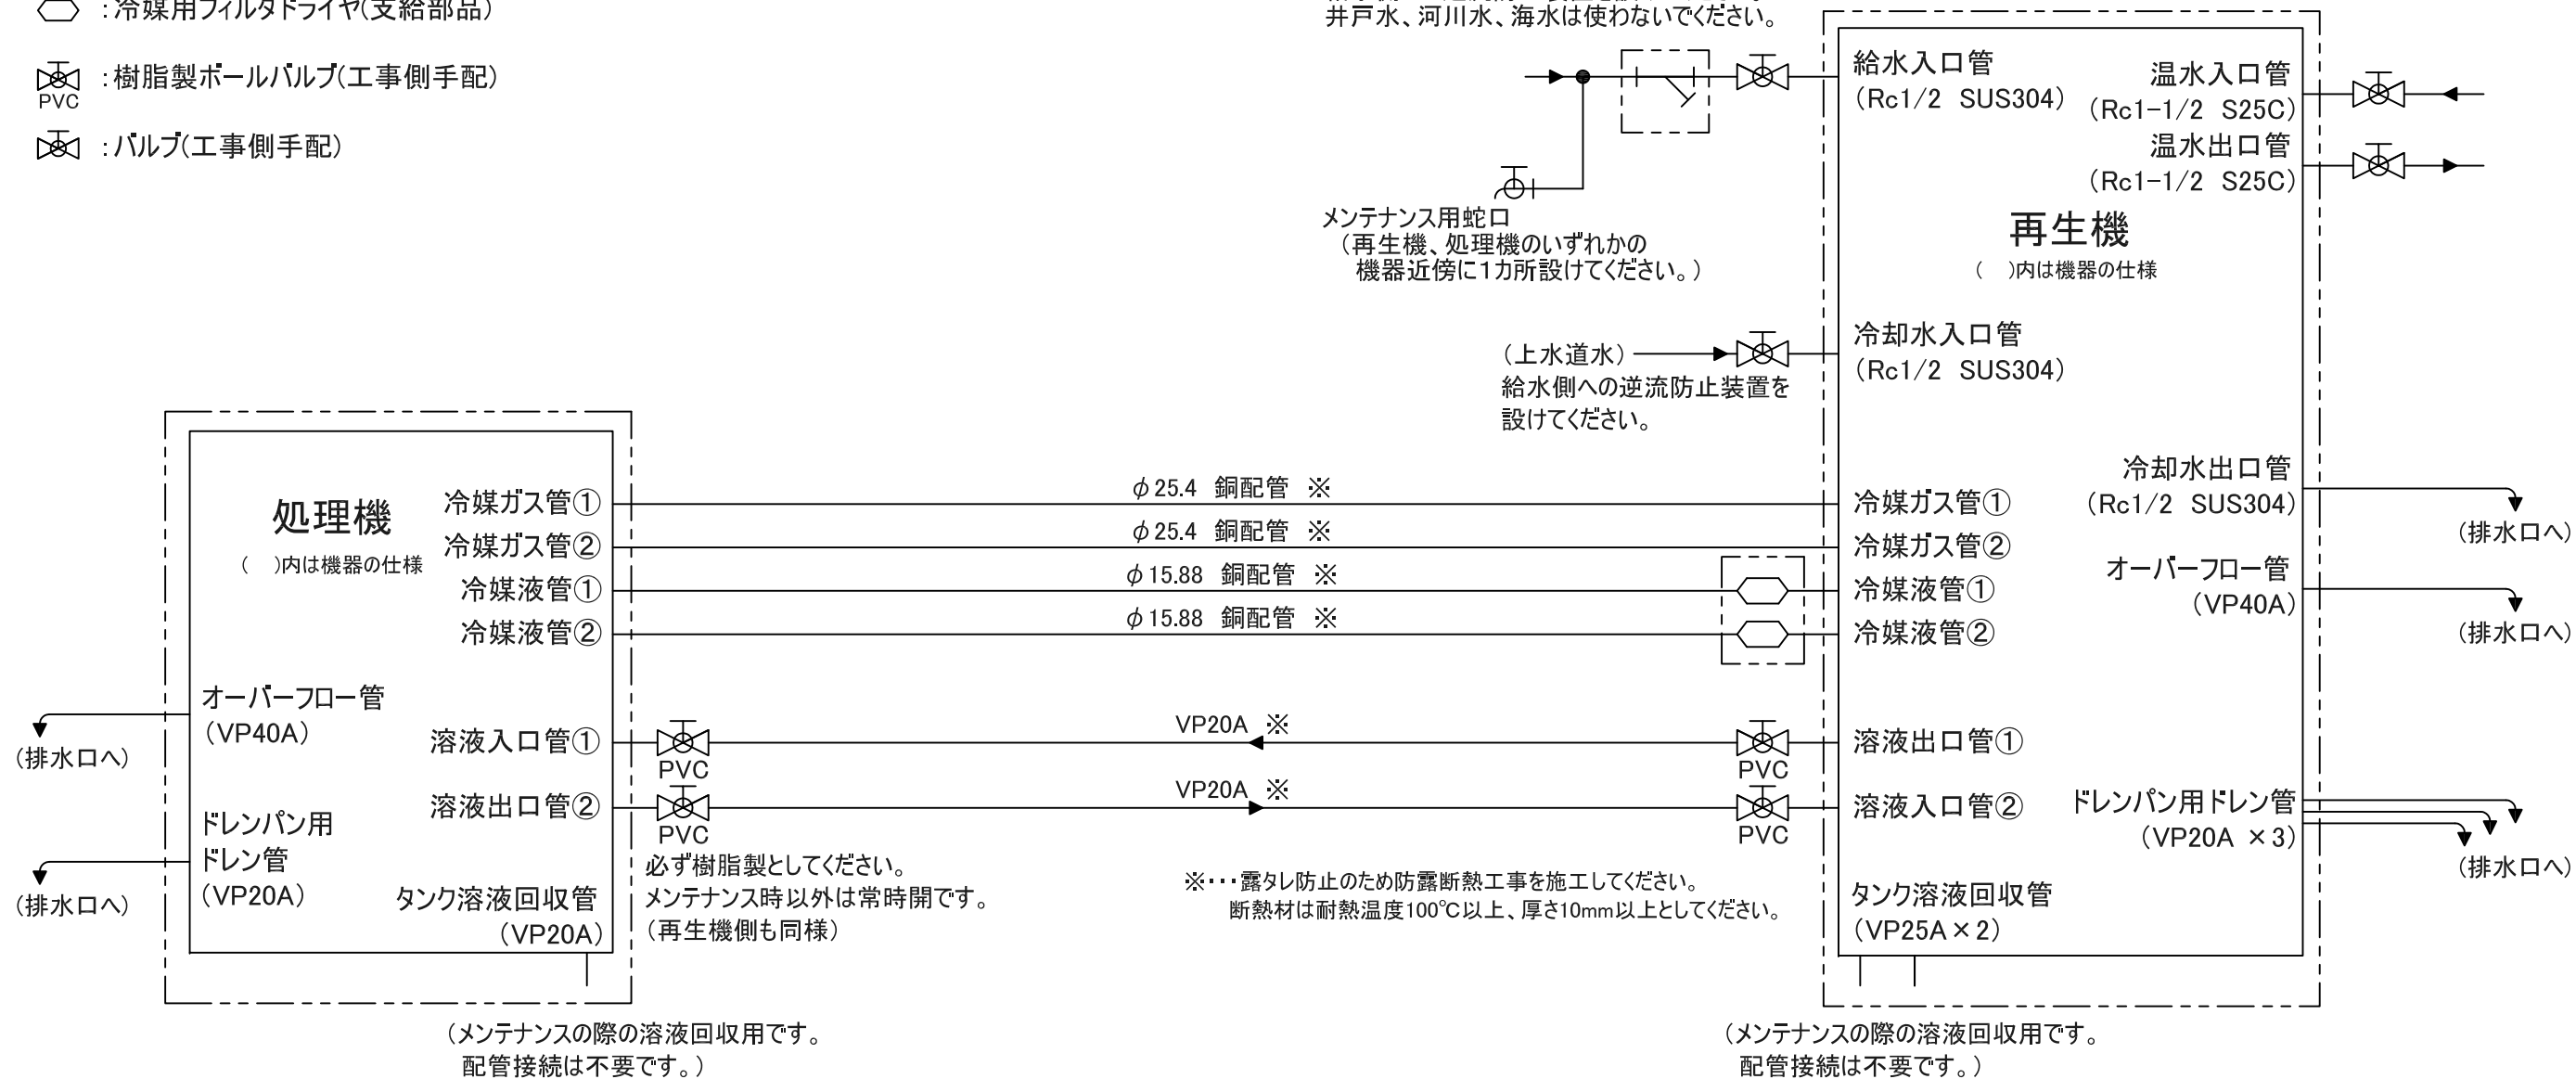 :冷媒用フィルタドライヤ(支給部品)
PVC
:樹脂製ボールバルブ(工事側手配)
:バルブ(工事側手配)
井戸水、河川水、海水は使わないでください。
メンテナンス用蛇口
(再生機、処理機のいずれかの
機器近傍に1カ所設けてください。)
(上水道水)
給水側への逆流防止装置を
設けてください。
給水入口管
(Rc1/2 SUS304)
温水入口管
(Rc1-1/2 S25C)
温水出口管
(Rc1-1/2 S25C)
再生機
( )内は機器の仕様
冷却水入口管
(Rc1/2 SUS304)
冷却水出口管
(Rc1/2 SUS304)
(排水口へ)
オーバーフロー管
(VP40A)
(排水口へ)
処理機
( )内は機器の仕様
冷媒ガス管①
φ25.4 銅配管 ※
冷媒ガス管①
冷媒ガス管②
φ25.4 銅配管 ※
冷媒ガス管②
冷媒液管①
φ15.88 銅配管 ※
冷媒液管①
冷媒液管②
φ15.88 銅配管 ※
冷媒液管②
オーバーフロー管
(VP40A)
(排水口へ)
溶液入口管①
PVC
VP20A ※
PVC
溶液出口管①
溶液出口管②
PVC
VP20A ※
PVC
溶液入口管②
ドレンパン用
ドレン管
(VP20A)
(排水口へ)
タンク溶液回収管
(VP20A)
必ず樹脂製としてください。
メンテナンス時以外は常時開です。
(再生機側も同様)
※・・・露タレ防止のため防露断熱工事を施工してください。
断熱材は耐熱温度100℃以上、厚さ10mm以上としてください。
ドレンパン用ドレン管
(VP20A ×3)
(排水口へ)
タンク溶液回収管
(VP25A×2)
(メンテナンスの際の溶液回収用です。
配管接続は不要です。)
(メンテナンスの際の溶液回収用です。
配管接続は不要です。)